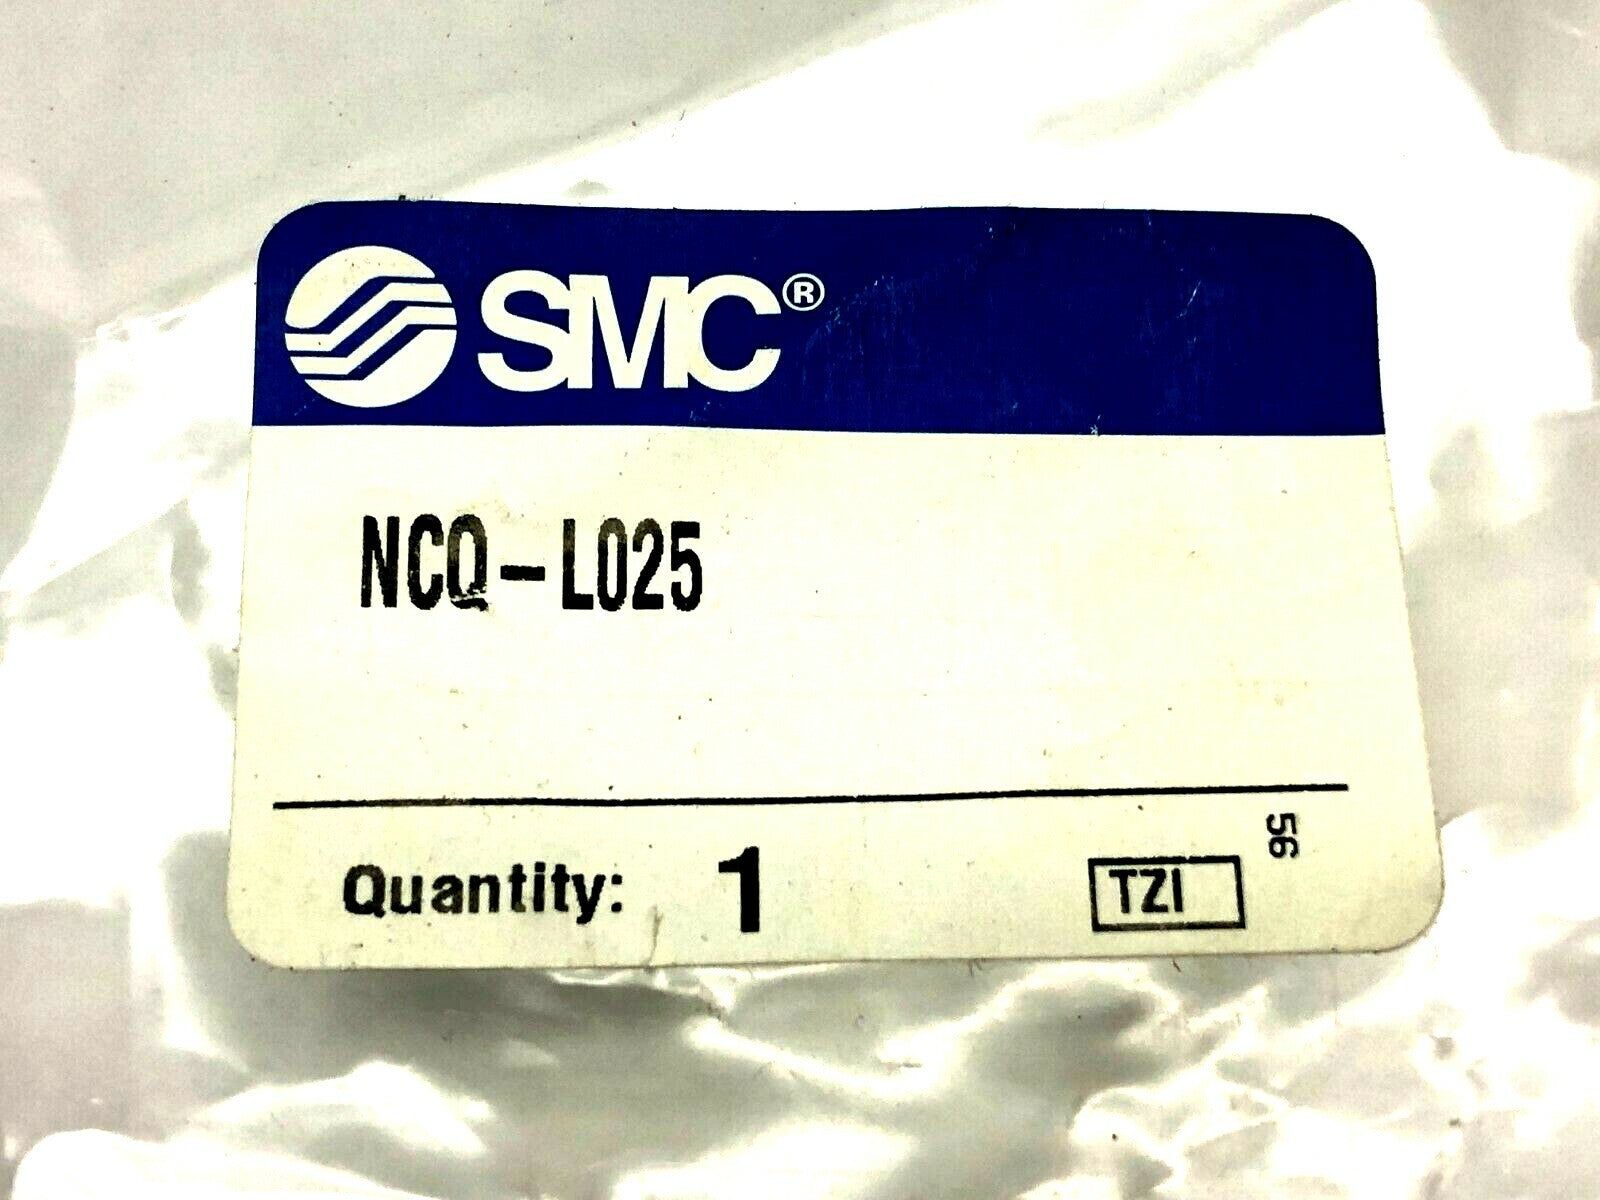 SMC®
NCQ-L025
56
Quantity: 1
TZI